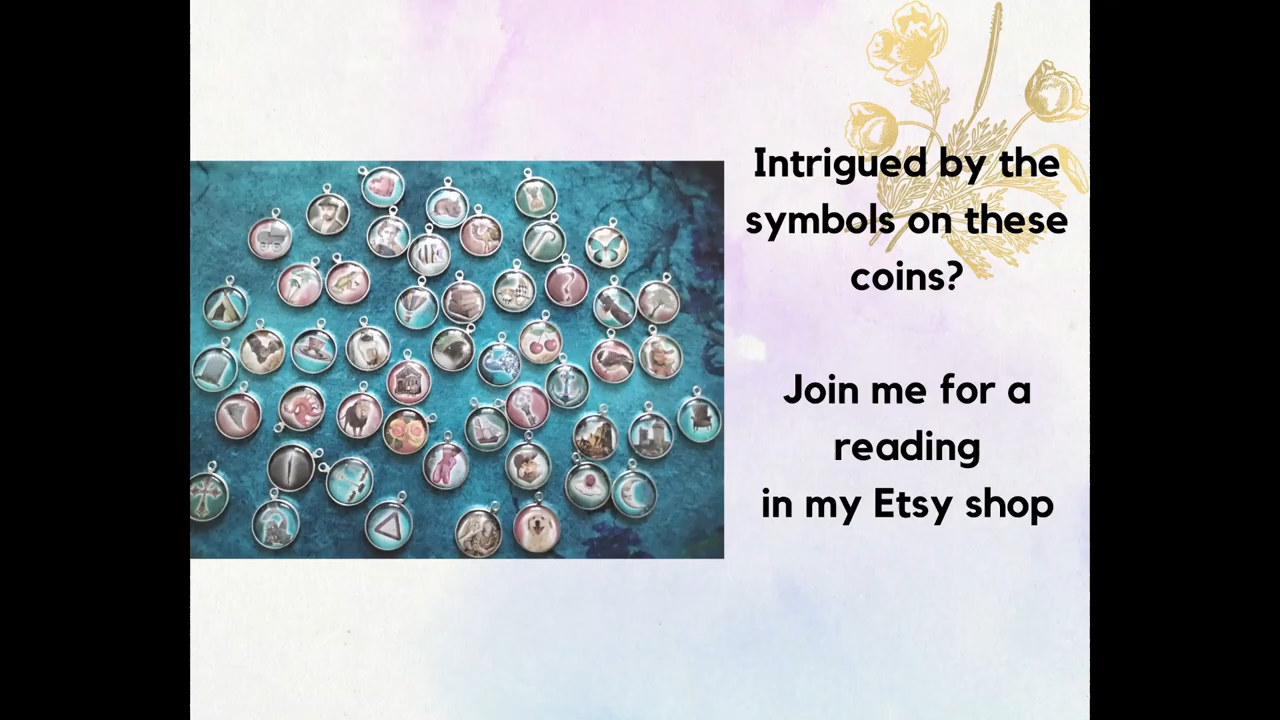 Intrigued by the
symbols on these
coins?
Join me for a
reading
in my Etsy shop